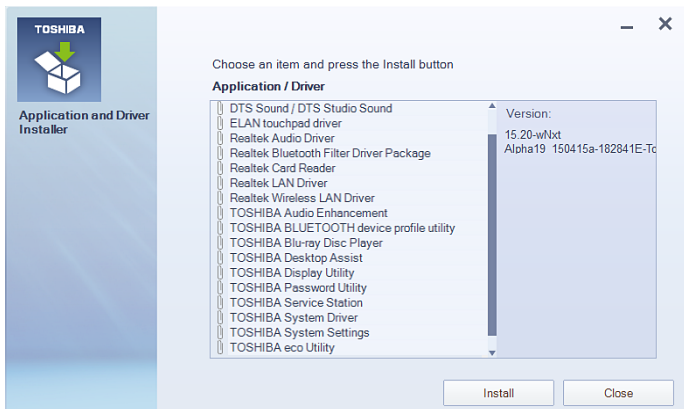 TOSHIBA
Application and Driver
Installer
Choose an item and press the Install button
Application / Driver
DTS Sound / DTS Studio Sound
ELAN touchpad driver
Realtek Audio Driver
Realtek Bluetooth Filter Driver Package
Realtek Card Reader
Realtek LAN Driver
Realtek Wireless LAN Driver
TOSHIBA Audio Enhancement
TOSHIBA BLUETOOTH device profile utility
TOSHIBA Blu-ray Disc Player
TOSHIBA Desktop Assist
TOSHIBA Display Utility
TOSHIBA Password Utility
TOSHIBA Service Station
TOSHIBA System Driver
TOSHIBA System Settings
TOSHIBA eco Utility
Version:
15.20-wNxt
Alpha19 150415a-182841E-Tc
Install
Close